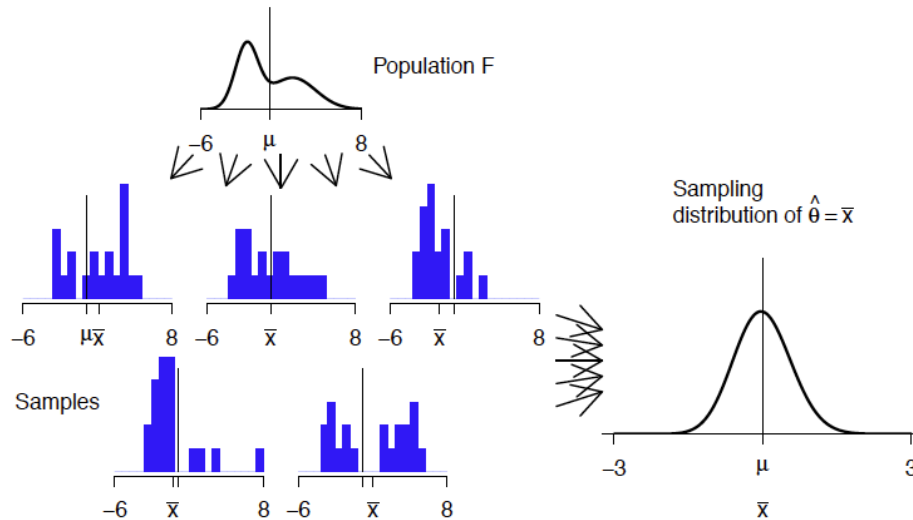 Population F
−6 μ 8
Sampling
distribution of θ̂ = x̅
−6 μ x̅ 8
−6 x̅ 8
−6 x̅ 8
Samples
−6 x̅ 8
−6 x̅ 8
−3 μ 3
x̅